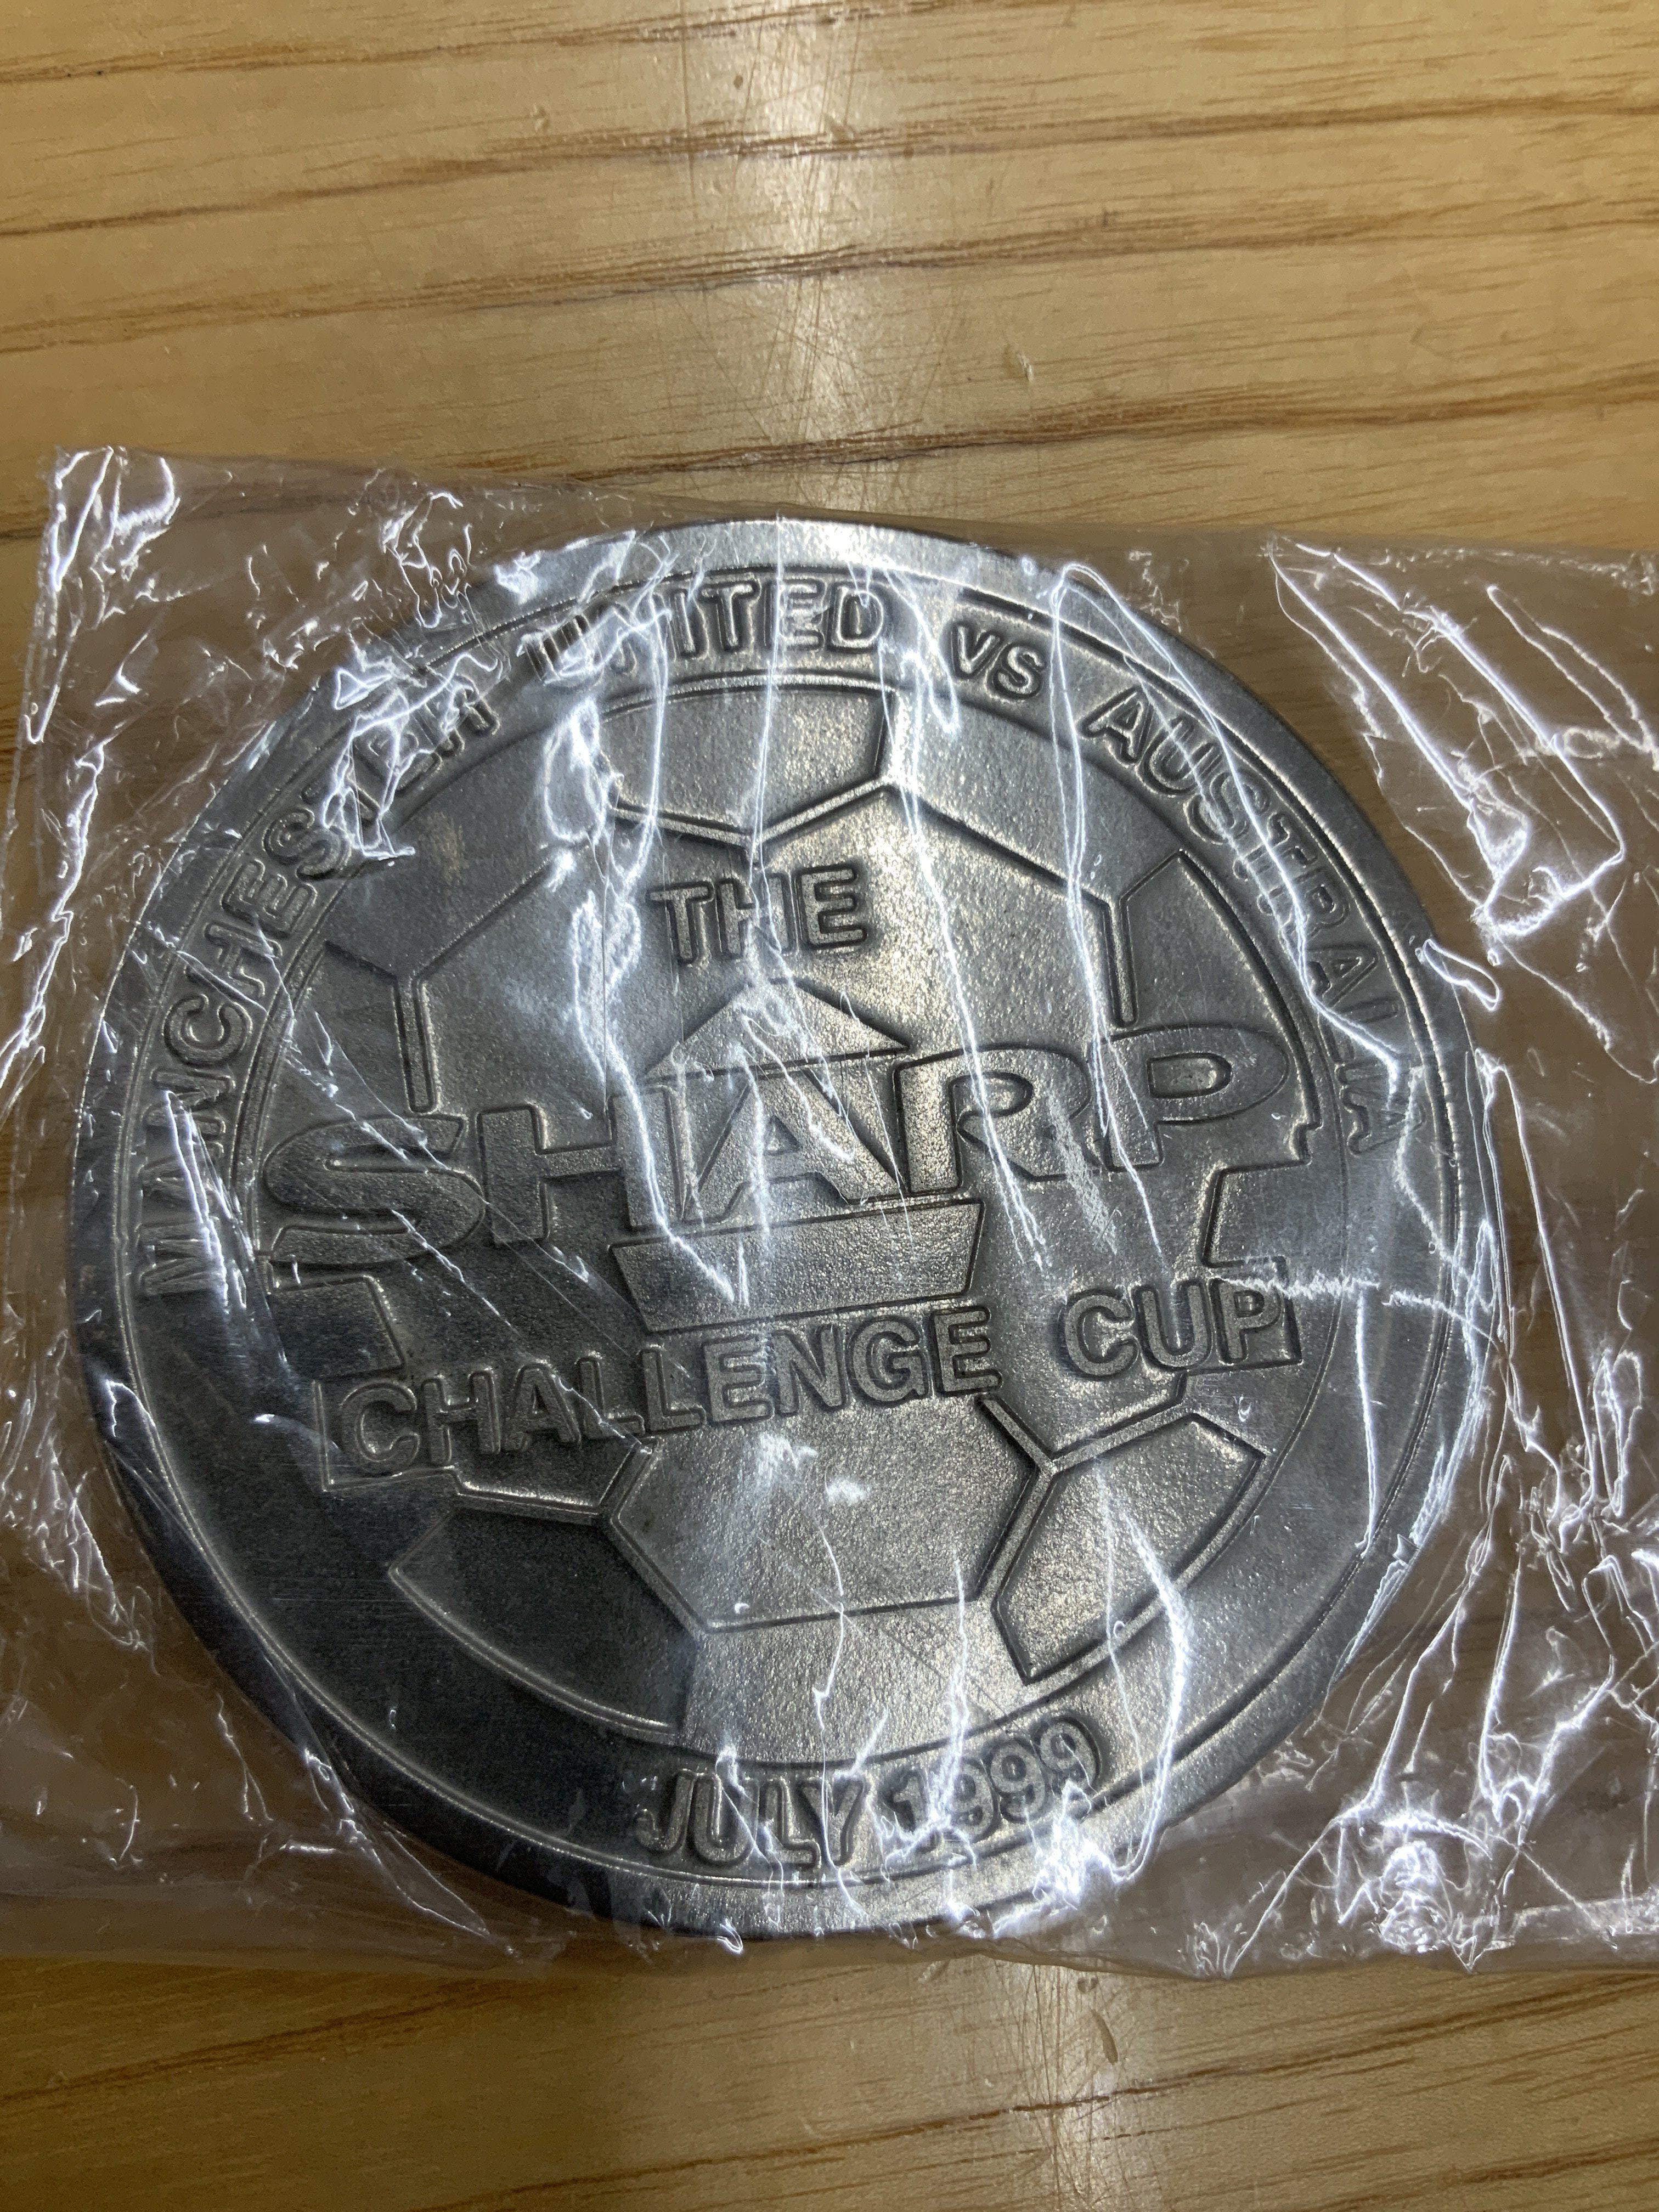 MANCHESTER UNITED VS AUSTRALIA
THE
SHARP
CHALLENGE CUP
JULY 1999